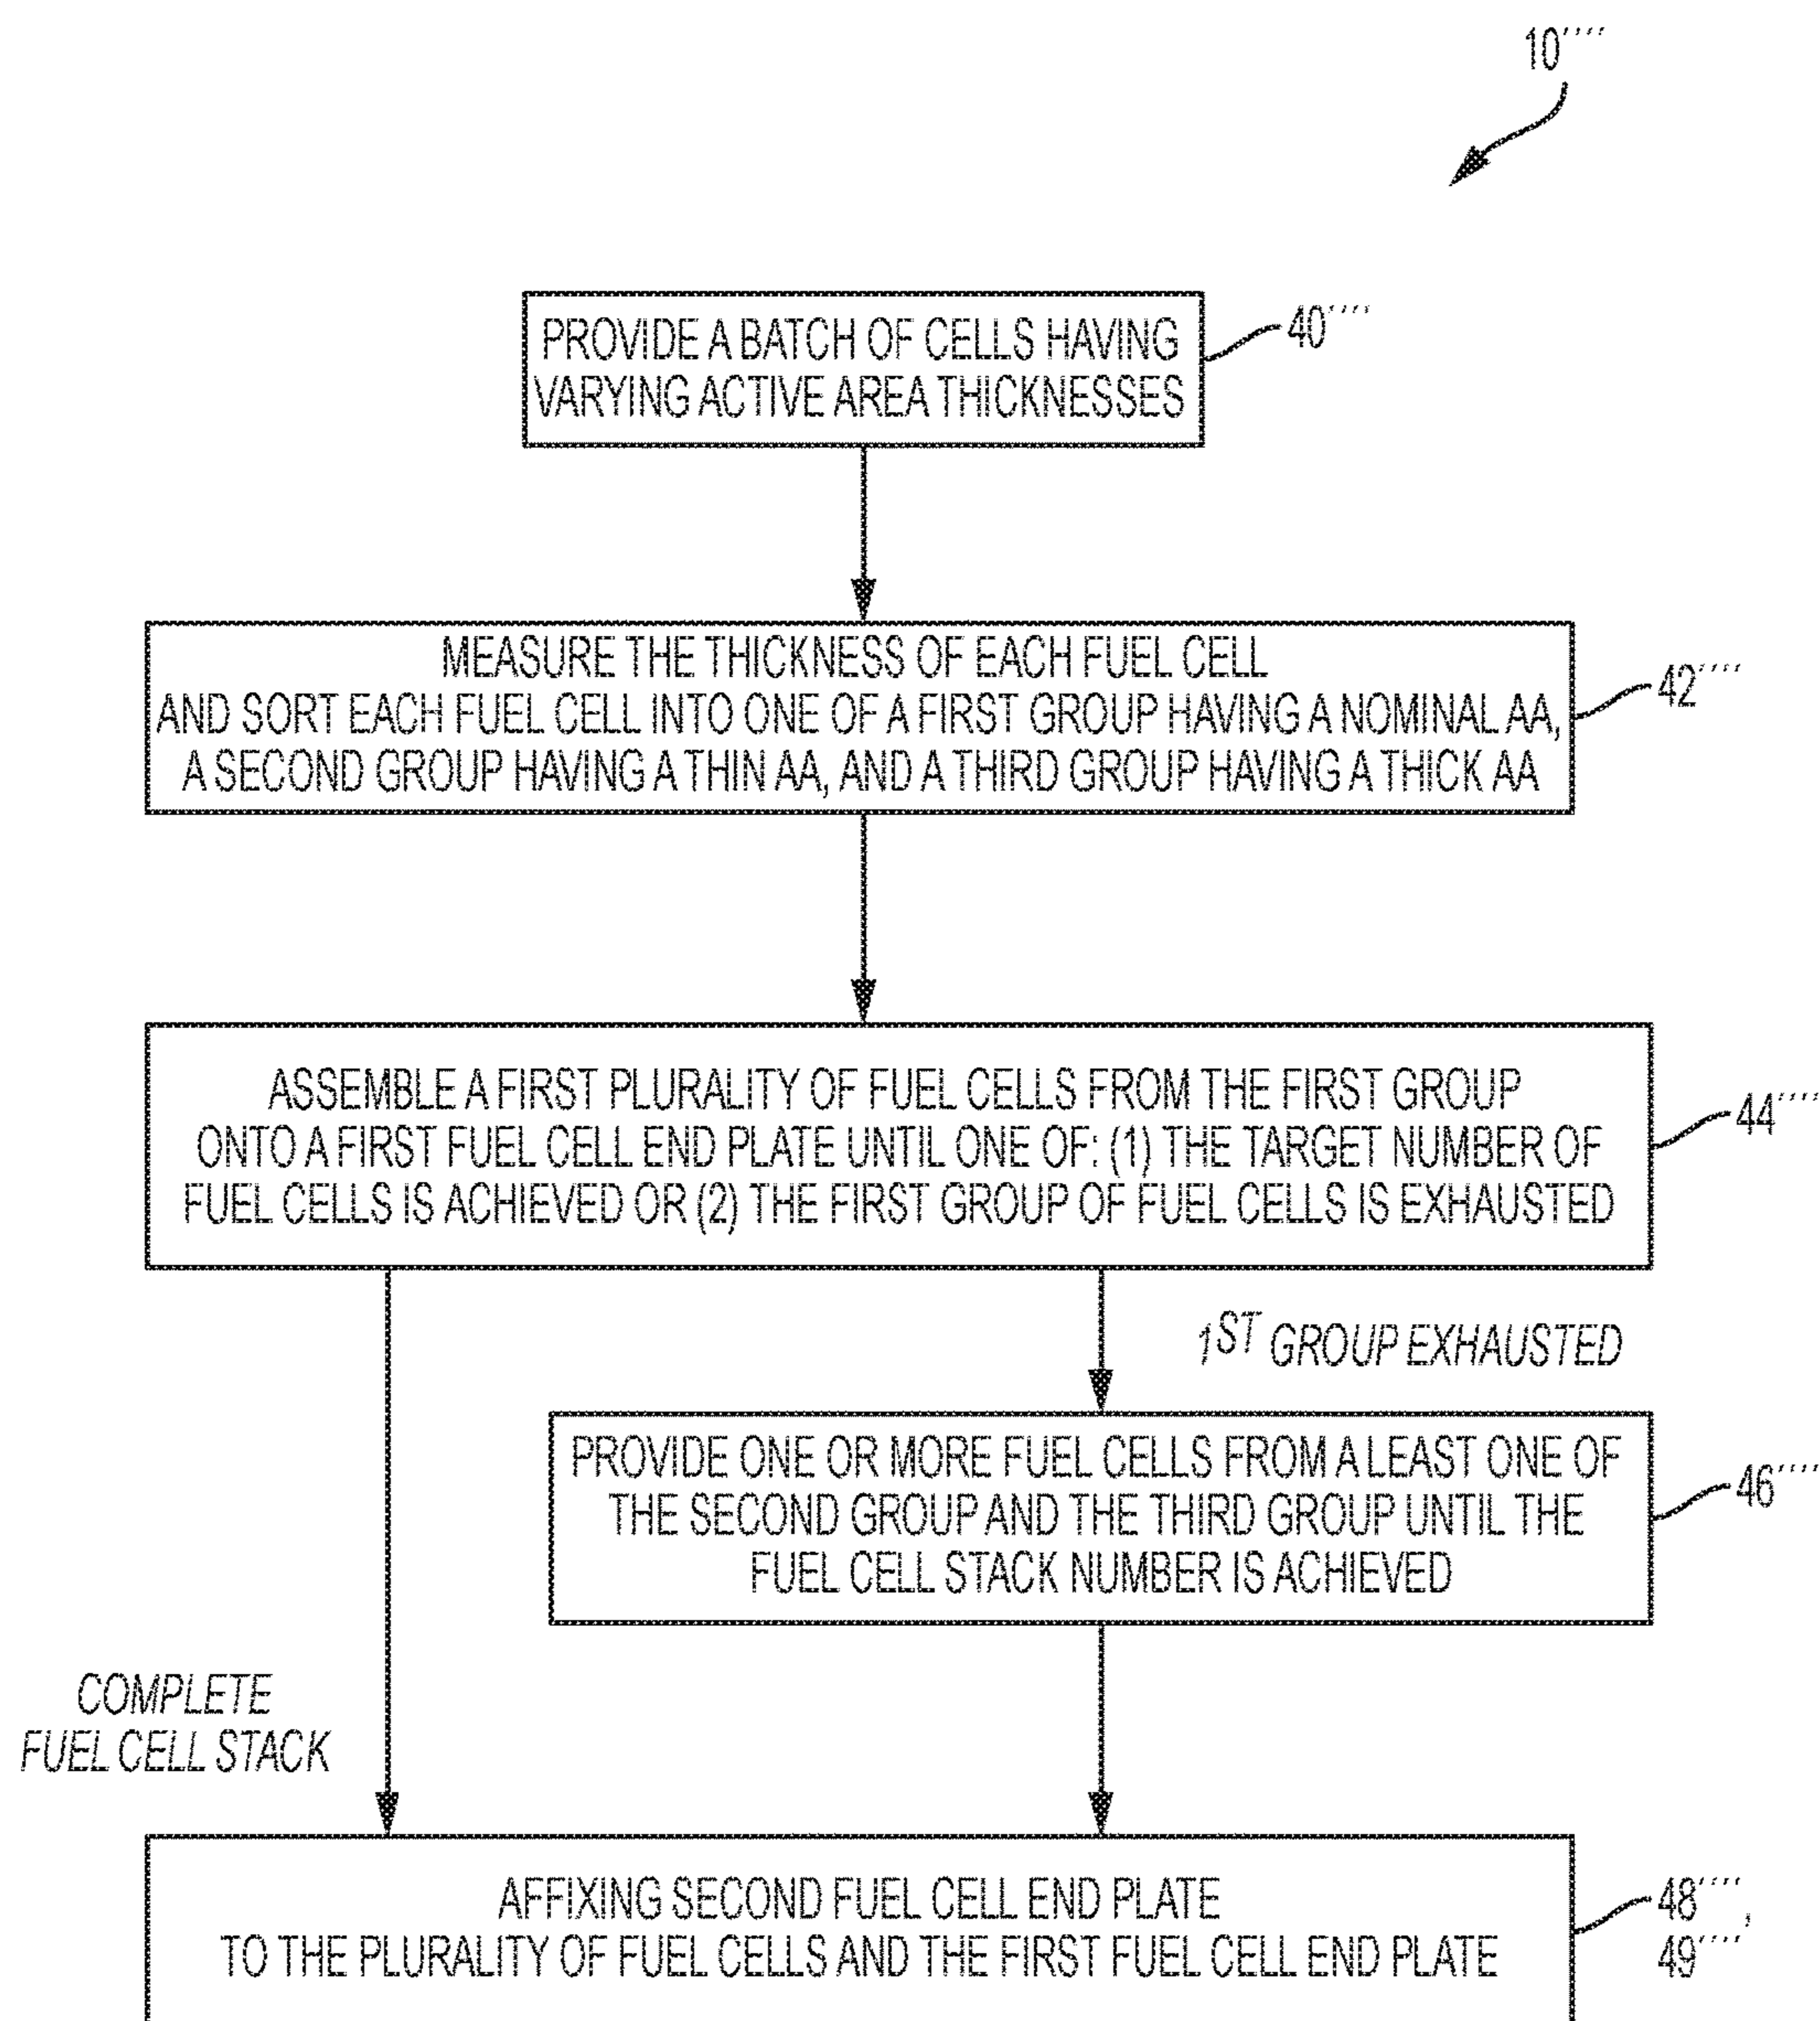 10''''
PROVIDE A BATCH OF CELLS HAVING
VARYING ACTIVE AREA THICKNESSES
40''''
MEASURE THE THICKNESS OF EACH FUEL CELL
AND SORT EACH FUEL CELL INTO ONE OF A FIRST GROUP HAVING A NOMINAL AA,
A SECOND GROUP HAVING A THIN AA, AND A THIRD GROUP HAVING A THICK AA
42''''
ASSEMBLE A FIRST PLURALITY OF FUEL CELLS FROM THE FIRST GROUP
ONTO A FIRST FUEL CELL END PLATE UNTIL ONE OF: (1) THE TARGET NUMBER OF
FUEL CELLS IS ACHIEVED OR (2) THE FIRST GROUP OF FUEL CELLS IS EXHAUSTED
44''''
1ST GROUP EXHAUSTED
PROVIDE ONE OR MORE FUEL CELLS FROM A LEAST ONE OF
THE SECOND GROUP AND THE THIRD GROUP UNTIL THE
FUEL CELL STACK NUMBER IS ACHIEVED
46''''
COMPLETE
FUEL CELL STACK
AFFIXING SECOND FUEL CELL END PLATE
TO THE PLURALITY OF FUEL CELLS AND THE FIRST FUEL CELL END PLATE
48'''',
49''''